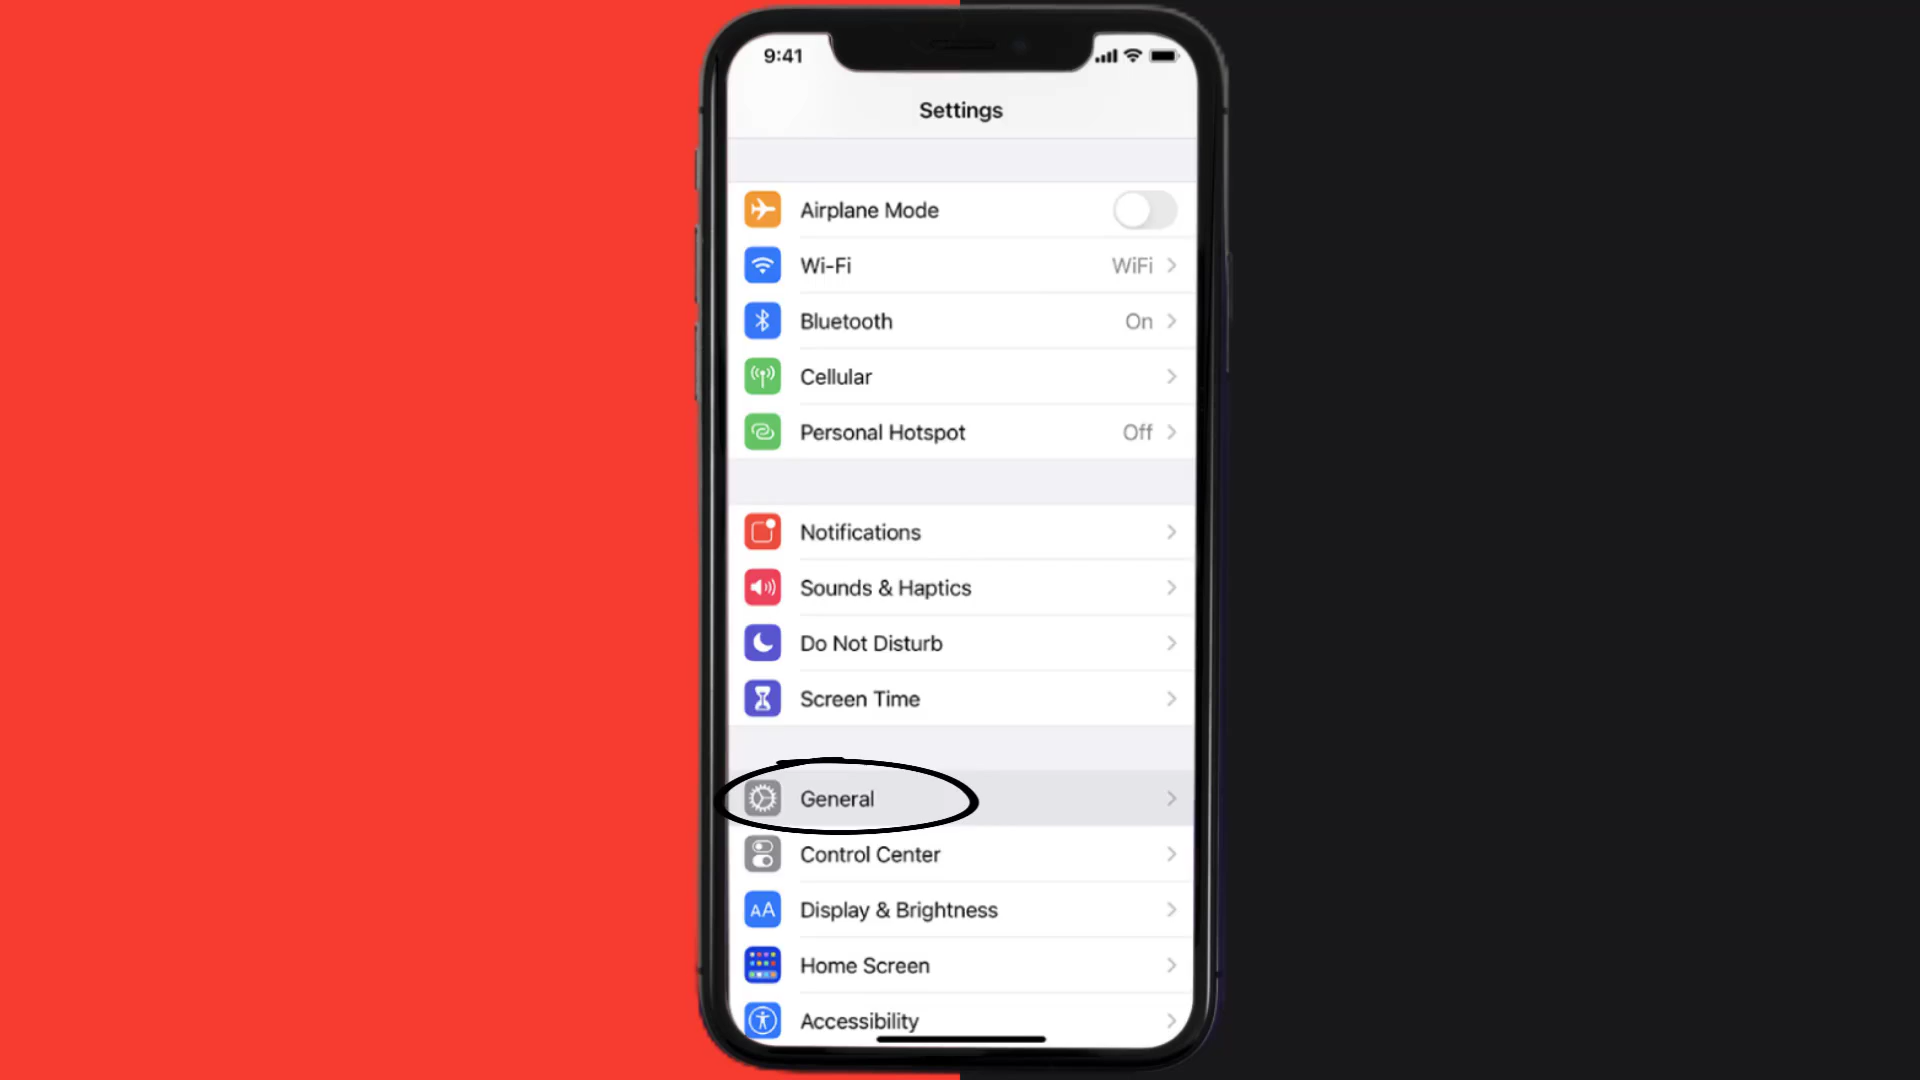 9:41
Settings
Airplane Mode
Wi-Fi WiFi
Bluetooth On
Cellular
Personal Hotspot Off
Notifications
Sounds & Haptics
Do Not Disturb
Screen Time
General
Control Center
AA Display & Brightness
Home Screen
Accessibility